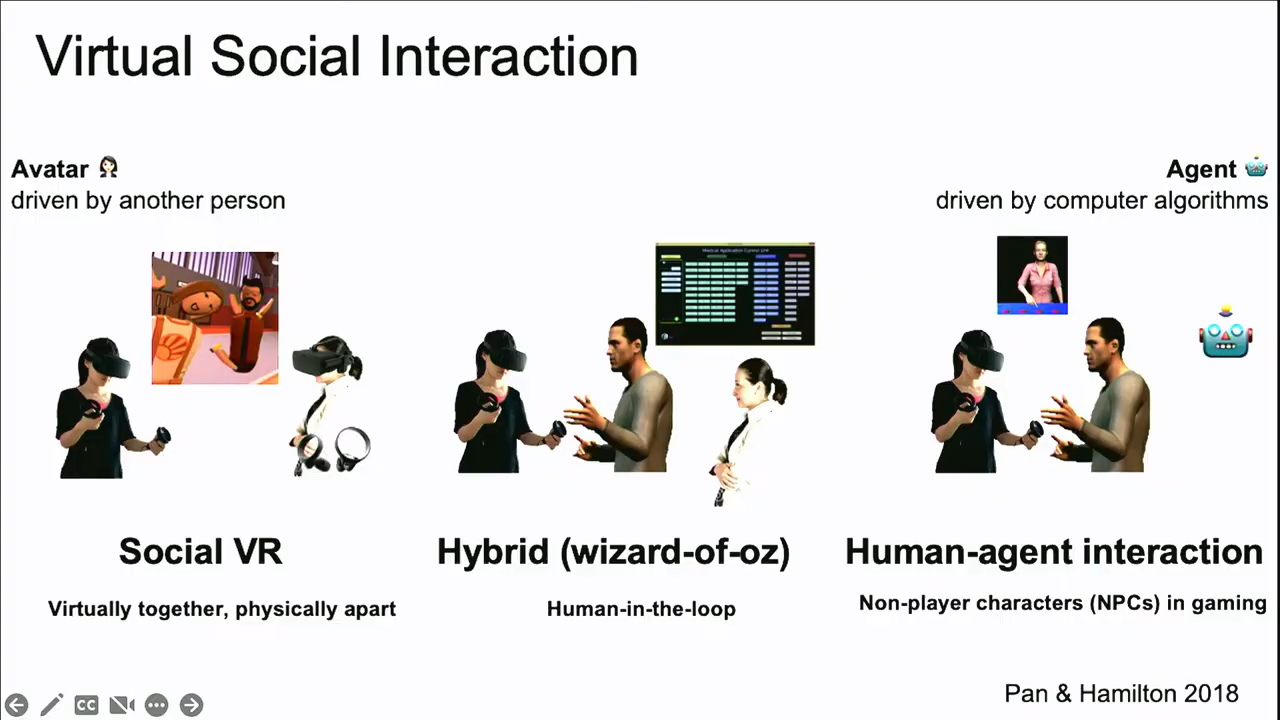 Virtual Social Interaction
Avatar
driven by another person
Agent
driven by computer algorithms
Social VR
Virtually together, physically apart
Hybrid (wizard-of-oz)
Human-in-the-loop
Human-agent interaction
Non-player characters (NPCs) in gaming
Pan & Hamilton 2018
CC